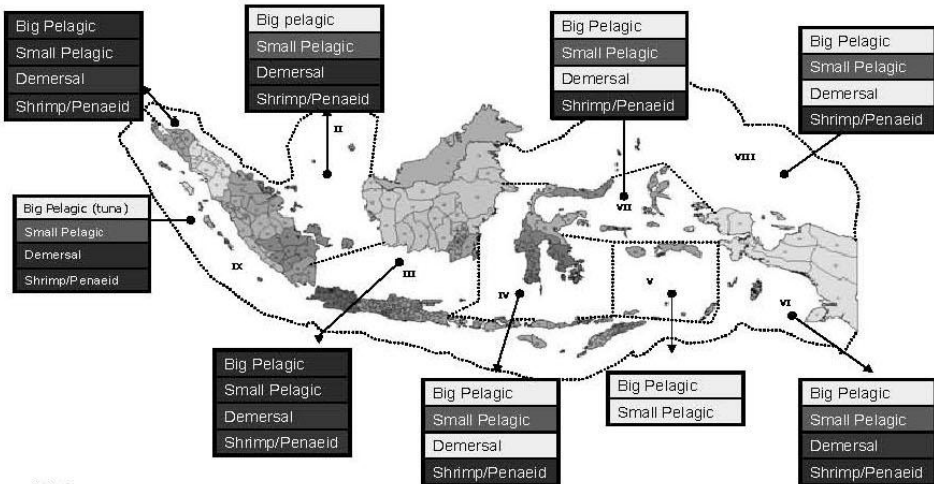 Big Pelagic
Small Pelagic
Demersal
Shrimp/Penaeid
Big pelagic
Small Pelagic
Demersal
Shrimp/Penaeid
Big Pelagic
Small Pelagic
Demersal
Shrimp/Penaeid
Big Pelagic
Small Pelagic
Demersal
Shrimp/Penaeid
II
VIII
Big Pelagic (tuna)
Small Pelagic
Demersal
Shrimp/Penaeid
VII
IX
III
IV
V
VI
Big Pelagic
Small Pelagic
Demersal
Shrimp/Penaeid
Big Pelagic
Small Pelagic
Demersal
Shrimp/Penaeid
Big Pelagic
Small Pelagic
Big Pelagic
Small Pelagic
Demersal
Shrimp/Penaeid